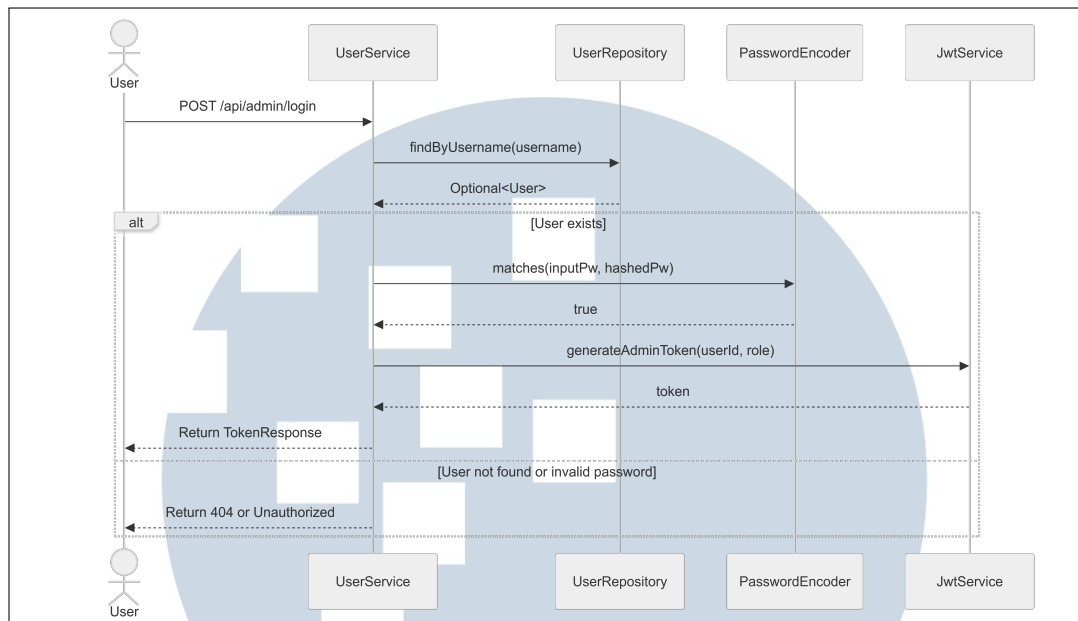 User
UserService
UserRepository
PasswordEncoder
JwtService
POST /api/admin/login
findByUsername(username)
Optional<User>
alt
[User exists]
matches(inputPw, hashedPw)
true
generateAdminToken(userId, role)
token
Return TokenResponse
[User not found or invalid password]
Return 404 or Unauthorized
User
UserService
UserRepository
PasswordEncoder
JwtService